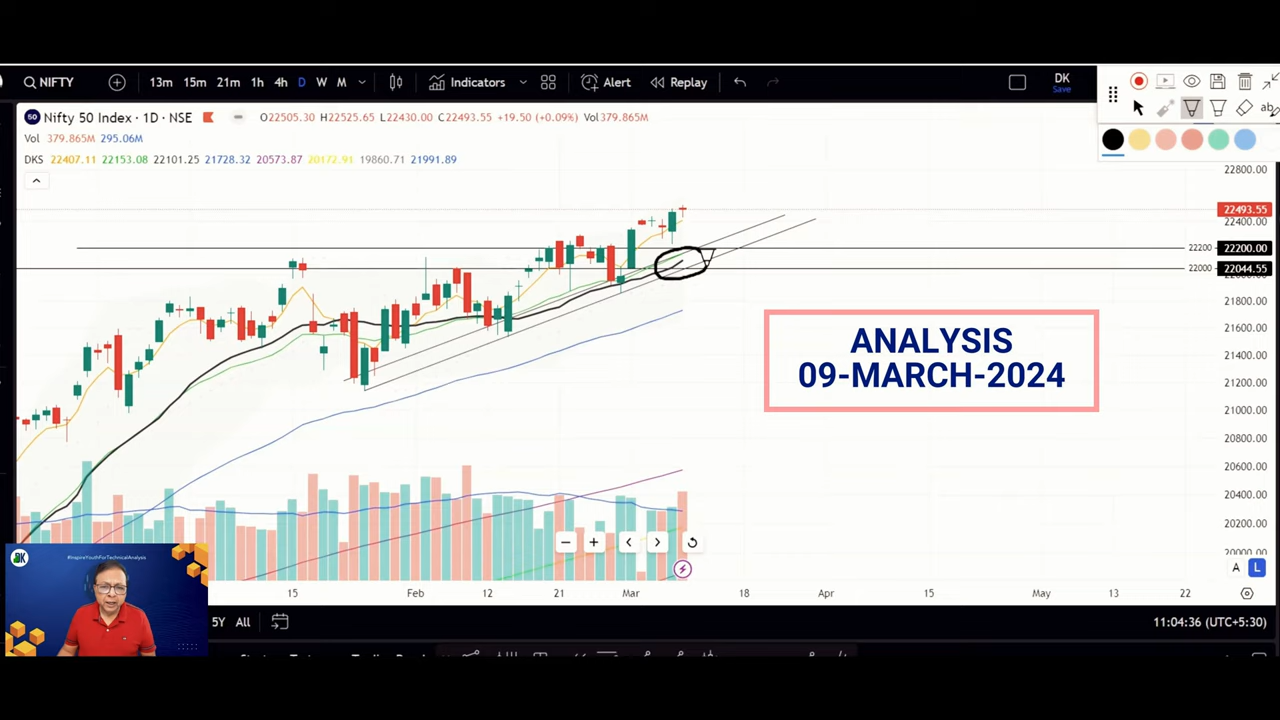 NIFTY 13m 15m 21m 1h 4h D W M Indicators Alert Replay DK
Save
Nifty 50 Index · 1D · NSE O22505.30 H22525.65 L22430.00 C22493.55 +19.50 (+0.09%) Vol379.865M
Vol 379.865M 295.06M
DKS 22407.11 22153.08 22101.25 21728.32 20573.87 20172.91 19860.71 21991.89
22800.00
22493.55
22400.00
22200 22200.00
22000 22044.55
21800.00
21600.00
21400.00
21200.00
21000.00
20800.00
20600.00
20400.00
20200.00
20000.00
ANALYSIS
09-MARCH-2024
A L
DK #InspireYouthForTechnicalAnalysis
15 Feb 12 21 Mar 18 Apr 15 May 13 22
5Y All 11:04:36 (UTC+5:30)